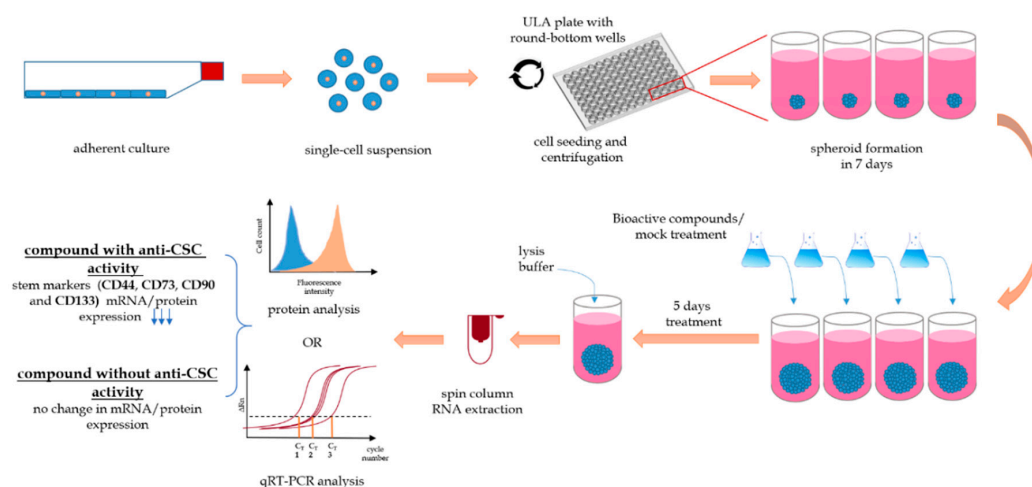 ULA plate with
round-bottom wells
adherent culture
single-cell suspension
cell seeding and
centrifugation
spheroid formation
in 7 days
Bioactive compounds/
mock treatment
5 days
treatment
lysis
buffer
spin column
RNA extraction
Cell count
Fluorescence
intensity
protein analysis
OR
ΔRn
C_T C_T C_T
1 2 3
cycle
number
qRT-PCR analysis
compound with anti-CSC
activity
stem markers (CD44, CD73, CD90
and CD133) mRNA/protein
expression ↓↓↓
compound without anti-CSC
activity
no change in mRNA/protein
expression